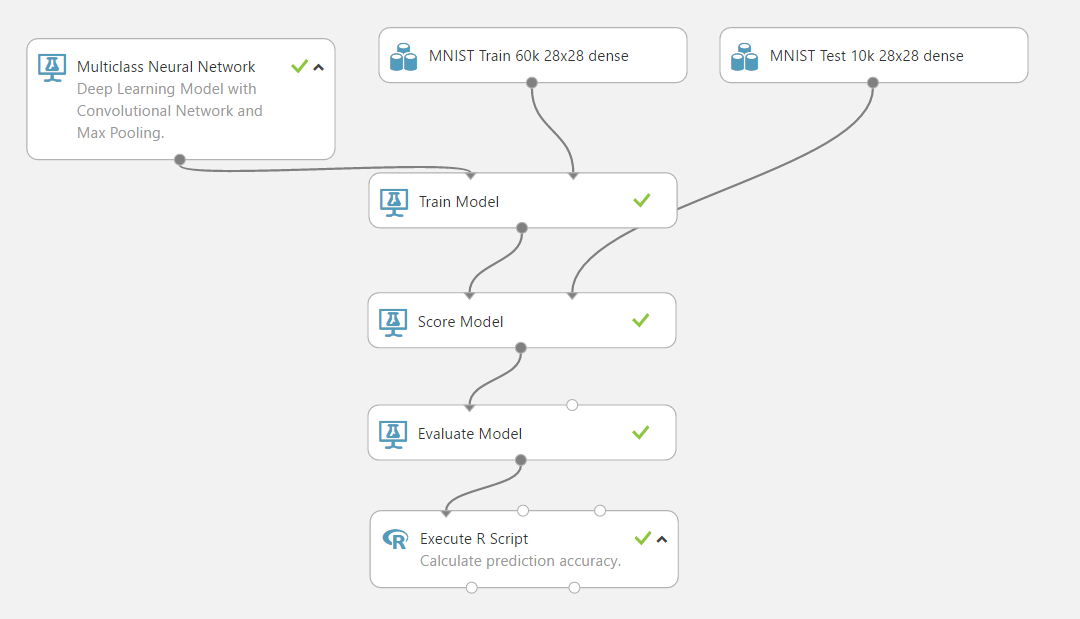 Multiclass Neural Network
Deep Learning Model with
Convolutional Network and
Max Pooling.
MNIST Train 60k 28x28 dense
MNIST Test 10k 28x28 dense
Train Model
Score Model
Evaluate Model
R Execute R Script
Calculate prediction accuracy.